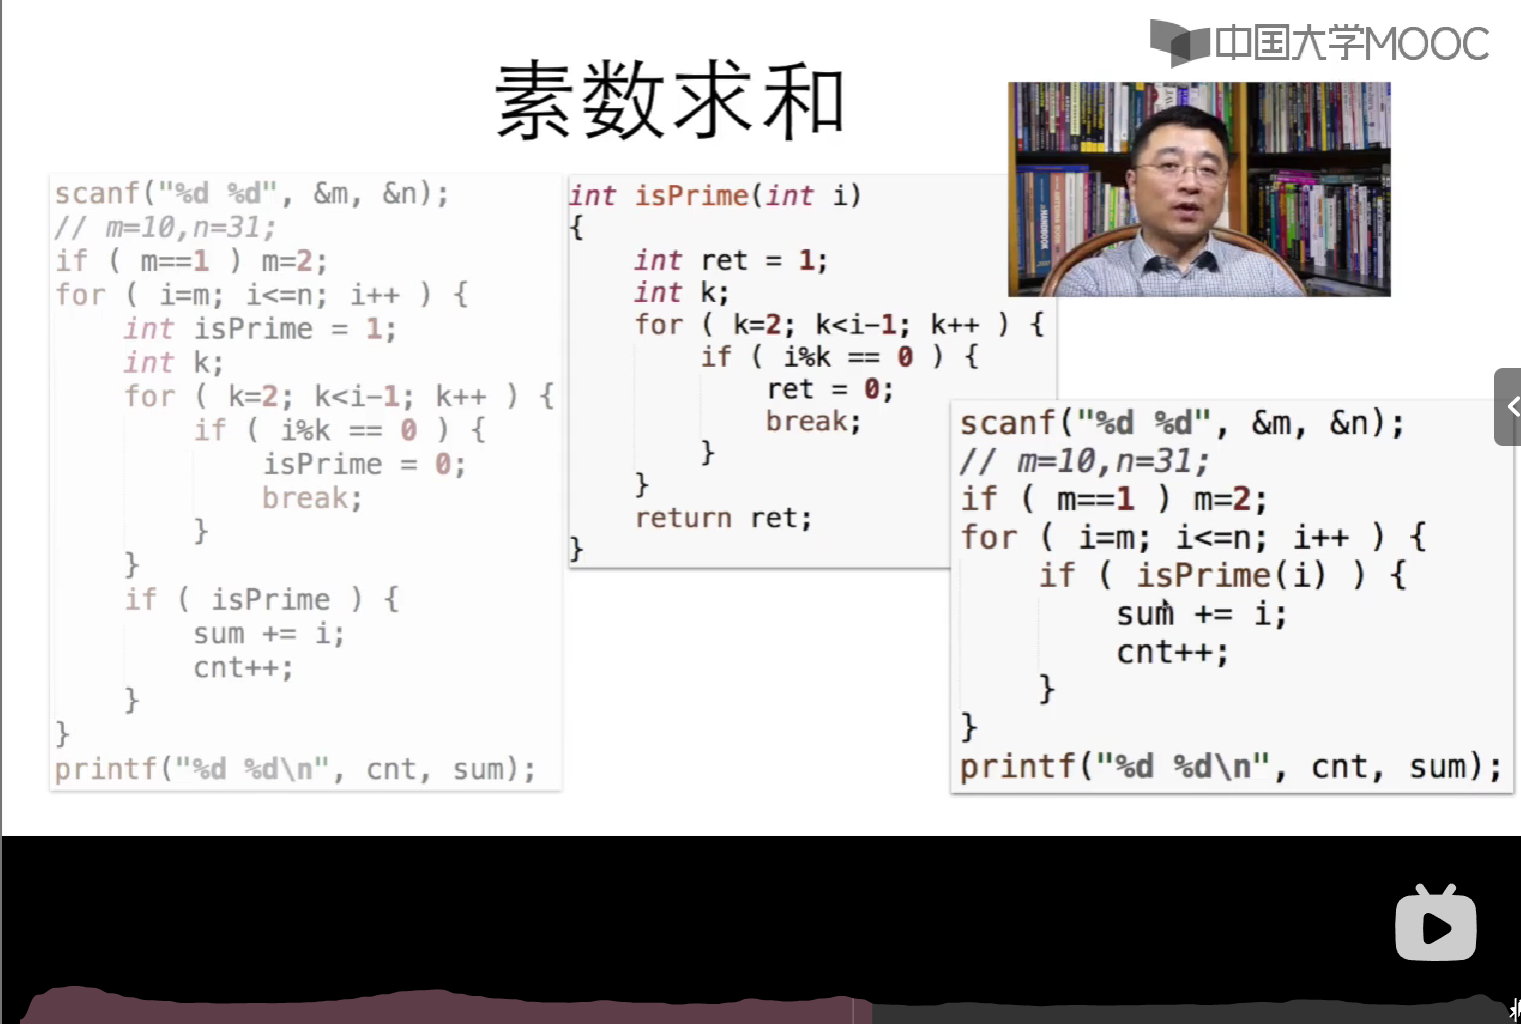 中国大学MOOC
素数求和
scanf("%d %d", &m, &n);
// m=10,n=31;
if ( m==1 ) m=2;
for ( i=m; i<=n; i++ ) {
    int isPrime = 1;
    int k;
    for ( k=2; k<i-1; k++ ) {
        if ( i%k == 0 ) {
            isPrime = 0;
            break;
        }
    }
    if ( isPrime ) {
        sum += i;
        cnt++;
    }
}
printf("%d %d\n", cnt, sum);
int isPrime(int i)
{
    int ret = 1;
    int k;
    for ( k=2; k<i-1; k++ ) {
        if ( i%k == 0 ) {
            ret = 0;
            break;
        }
    }
    return ret;
}
scanf("%d %d", &m, &n);
// m=10,n=31;
if ( m==1 ) m=2;
for ( i=m; i<=n; i++ ) {
    if ( isPrime(i) ) {
        sum += i;
        cnt++;
    }
}
printf("%d %d\n", cnt, sum);